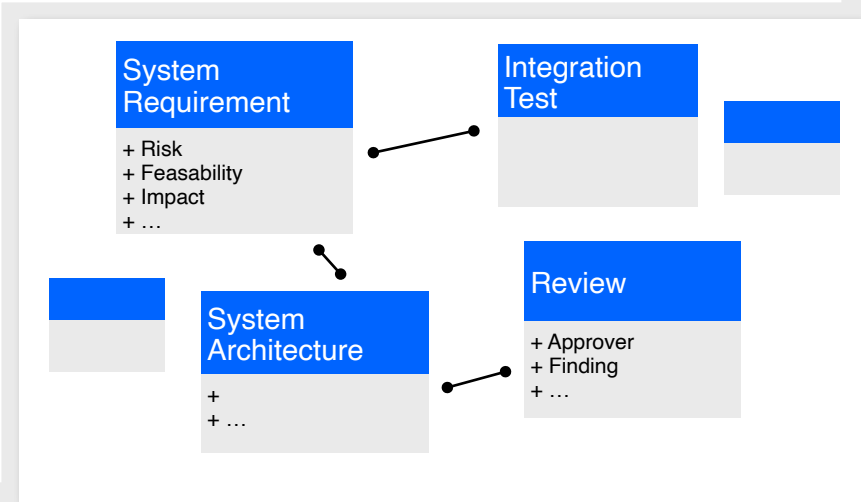 System
Requirement
+ Risk
+ Feasability
+ Impact
+ …
Integration
Test
System
Architecture
+
+ …
Review
+ Approver
+ Finding
+ …